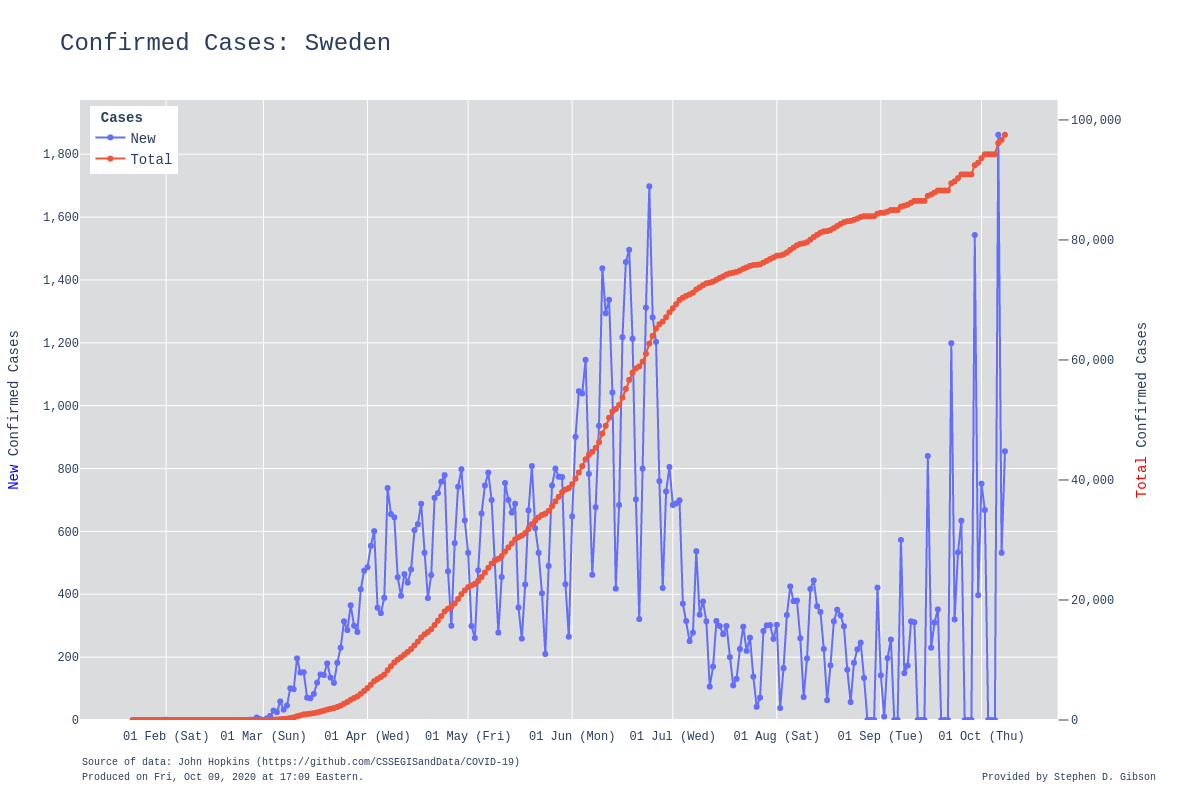 Confirmed Cases: Sweden
Cases
New
Total
1,800
1,600
1,400
1,200
1,000
800
600
400
200
0
New Confirmed Cases
100,000
80,000
60,000
40,000
20,000
0
Total Confirmed Cases
01 Feb (Sat) 01 Mar (Sun) 01 Apr (Wed) 01 May (Fri) 01 Jun (Mon) 01 Jul (Wed) 01 Aug (Sat) 01 Sep (Tue) 01 Oct (Thu)
Source of data: John Hopkins (https://github.com/CSSEGISandData/COVID-19)
Produced on Fri, Oct 09, 2020 at 17:09 Eastern.
Provided by Stephen D. Gibson